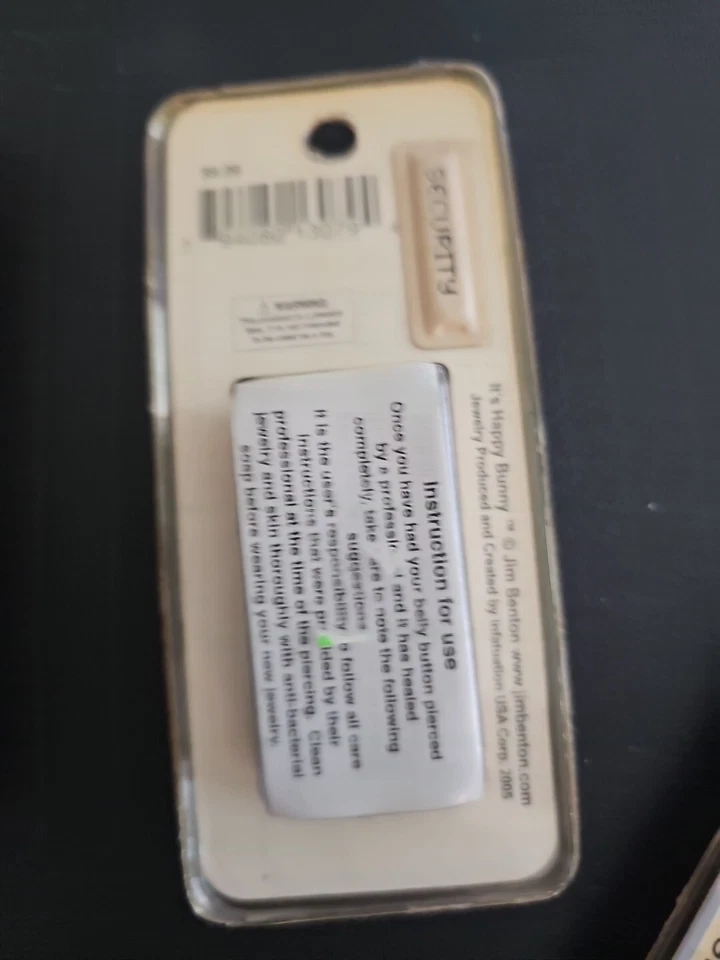 SECURITY
WARNING:
It's Happy Bunny ™ © Jim Benton www.jimbenton.com
Jewelry Produced and Created by Infatuation USA Corp. 2005
Instruction for use
Once you have had your belly button pierced
by a and it has healed
completely, take to note the following
suggestions
It is the user's responsibility to follow all care
instructions that were by their
professional at the time of the piercing. Clean
jewelry and skin thoroughly with anti-bacterial
soap before wearing your new jewelry.